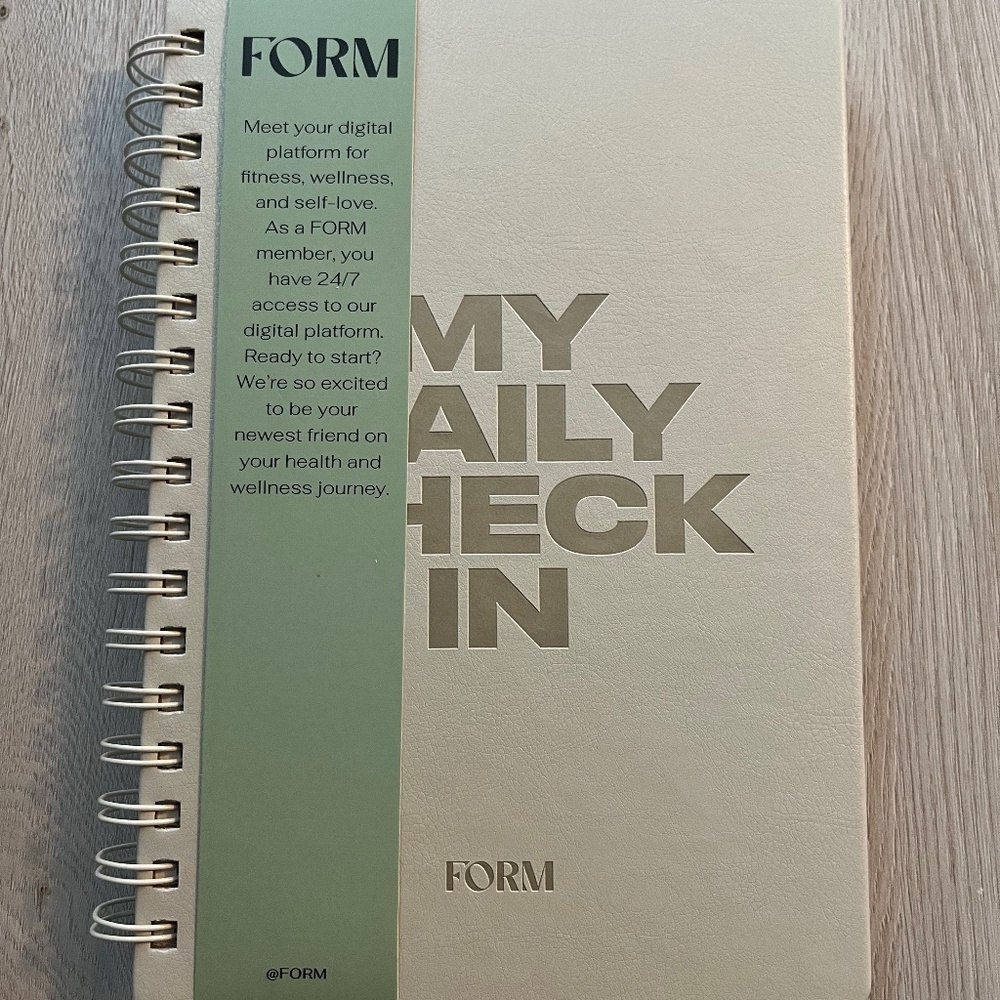 FORM
Meet your digital
platform for
fitness, wellness,
and self-love.
As a FORM
member, you
have 24/7
access to our
digital platform.
Ready to start?
We're so excited
to be your
newest friend on
your health and
wellness journey.
@FORM
MY
AILY
HECK
IN
FORM